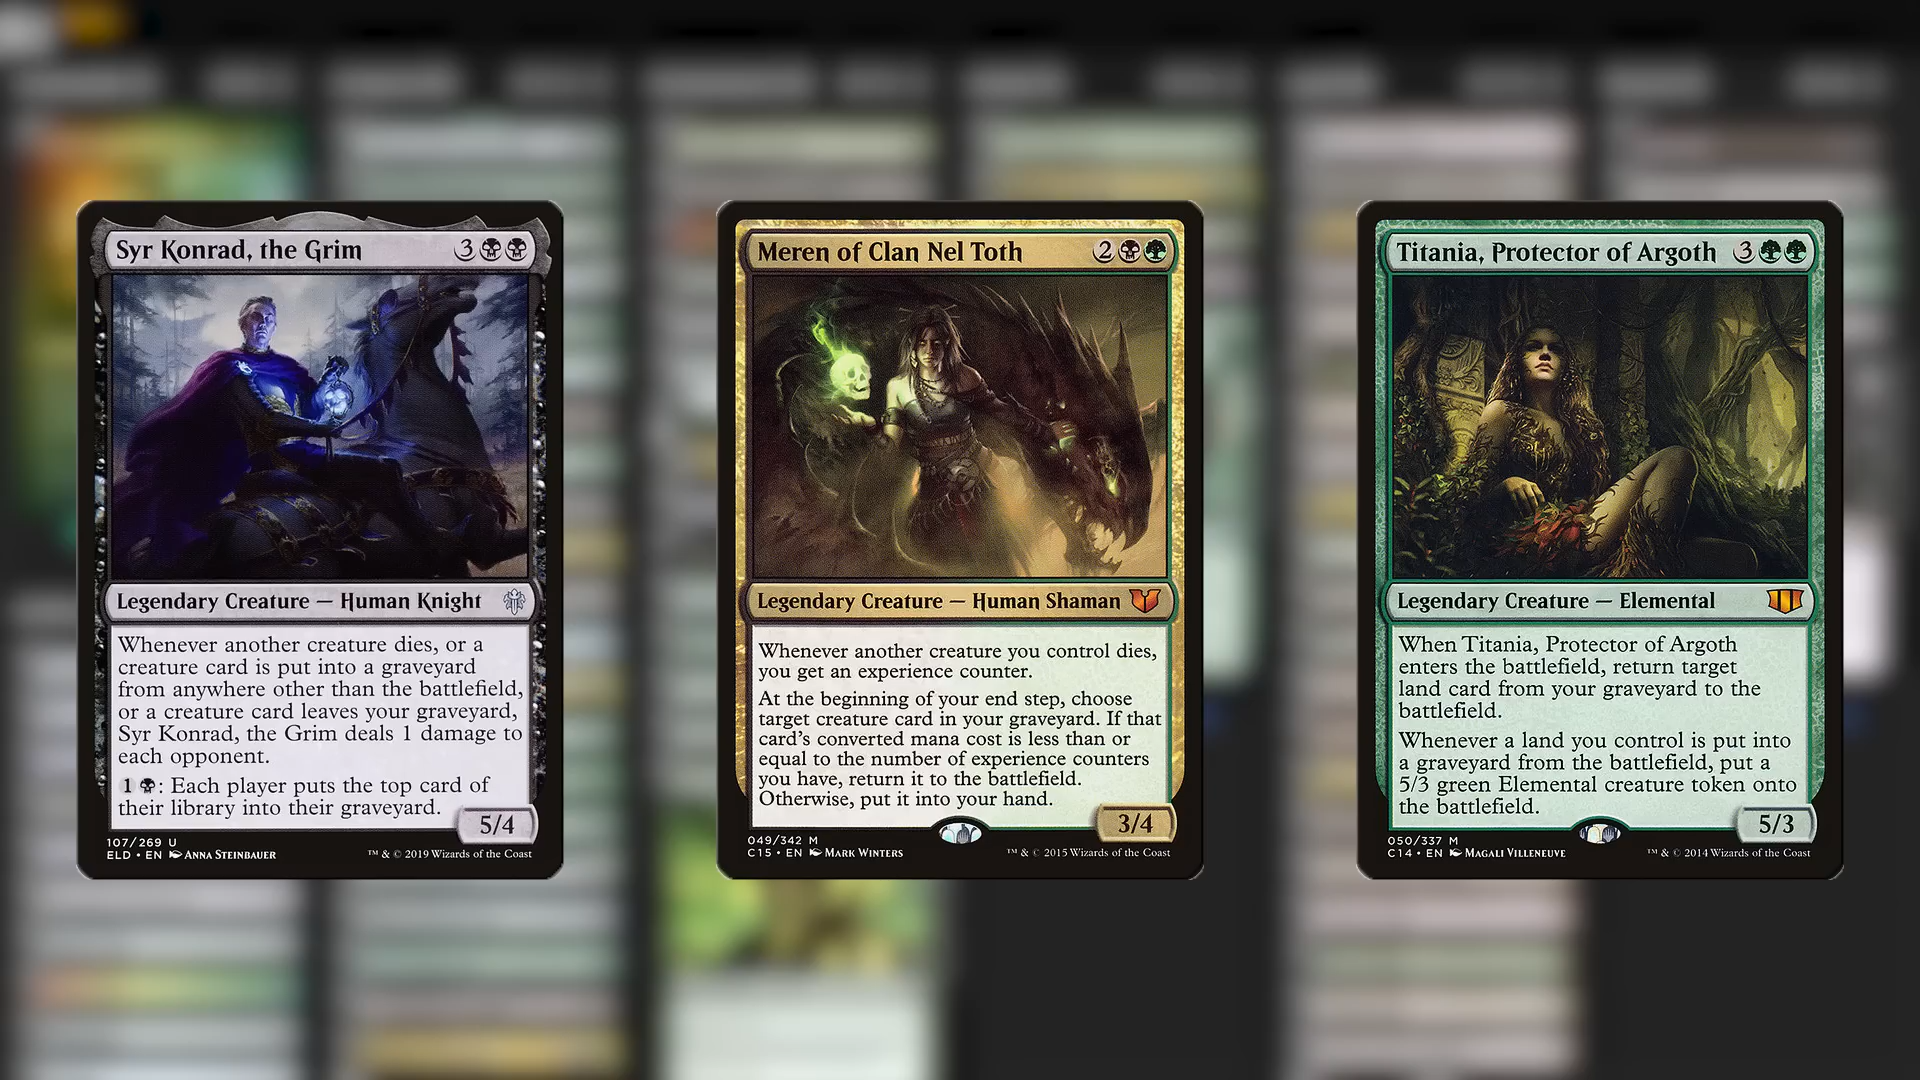 Syr Konrad, the Grim 3
Legendary Creature — Human Knight
Whenever another creature dies, or a
creature card is put into a graveyard
from anywhere other than the battlefield,
or a creature card leaves your graveyard,
Syr Konrad, the Grim deals 1 damage to
each opponent.
1 : Each player puts the top card of
their library into their graveyard.
5/4
107/269 U
ELD • EN Anna Steinbauer
™ & © 2019 Wizards of the Coast
Meren of Clan Nel Toth 2
Legendary Creature — Human Shaman
Whenever another creature you control dies,
you get an experience counter.
At the beginning of your end step, choose
target creature card in your graveyard. If that
card's converted mana cost is less than or
equal to the number of experience counters
you have, return it to the battlefield.
Otherwise, put it into your hand.
3/4
049/342 M
C15 • EN Mark Winters
™ & © 2015 Wizards of the Coast
Titania, Protector of Argoth 3
Legendary Creature — Elemental
When Titania, Protector of Argoth
enters the battlefield, return target
land card from your graveyard to the
battlefield.
Whenever a land you control is put into
a graveyard from the battlefield, put a
5/3 green Elemental creature token onto
the battlefield.
5/3
050/337 M
C14 • EN Magali Villeneuve
™ & © 2014 Wizards of the Coast